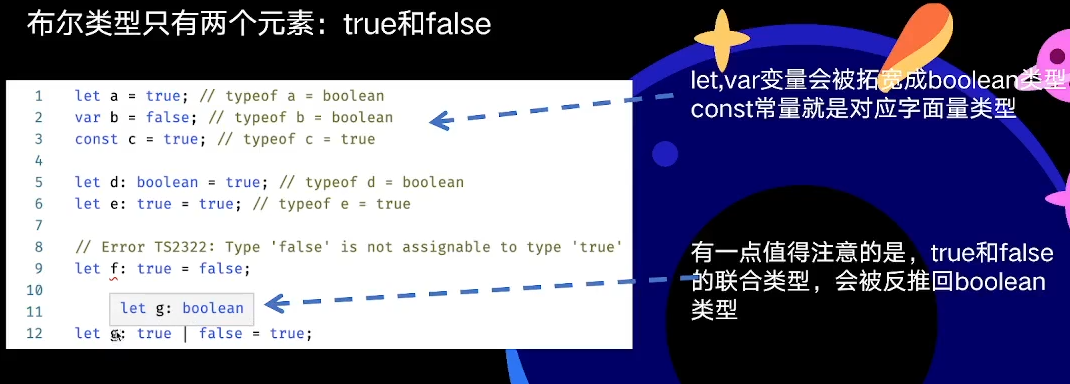 布尔类型只有两个元素：true和false
1 let a = true; // typeof a = boolean
2 var b = false; // typeof b = boolean
3 const c = true; // typeof c = true
4
5 let d: boolean = true; // typeof d = boolean
6 let e: true = true; // typeof e = true
7
8 // Error TS2322: Type 'false' is not assignable to type 'true'
9 let f: true = false;
10
11 let g: boolean
12 let g: true | false = true;
let,var变量会被拓宽成boolean类型
const常量就是对应字面量类型
有一点值得注意的是，true和false
的联合类型，会被反推回boolean
类型